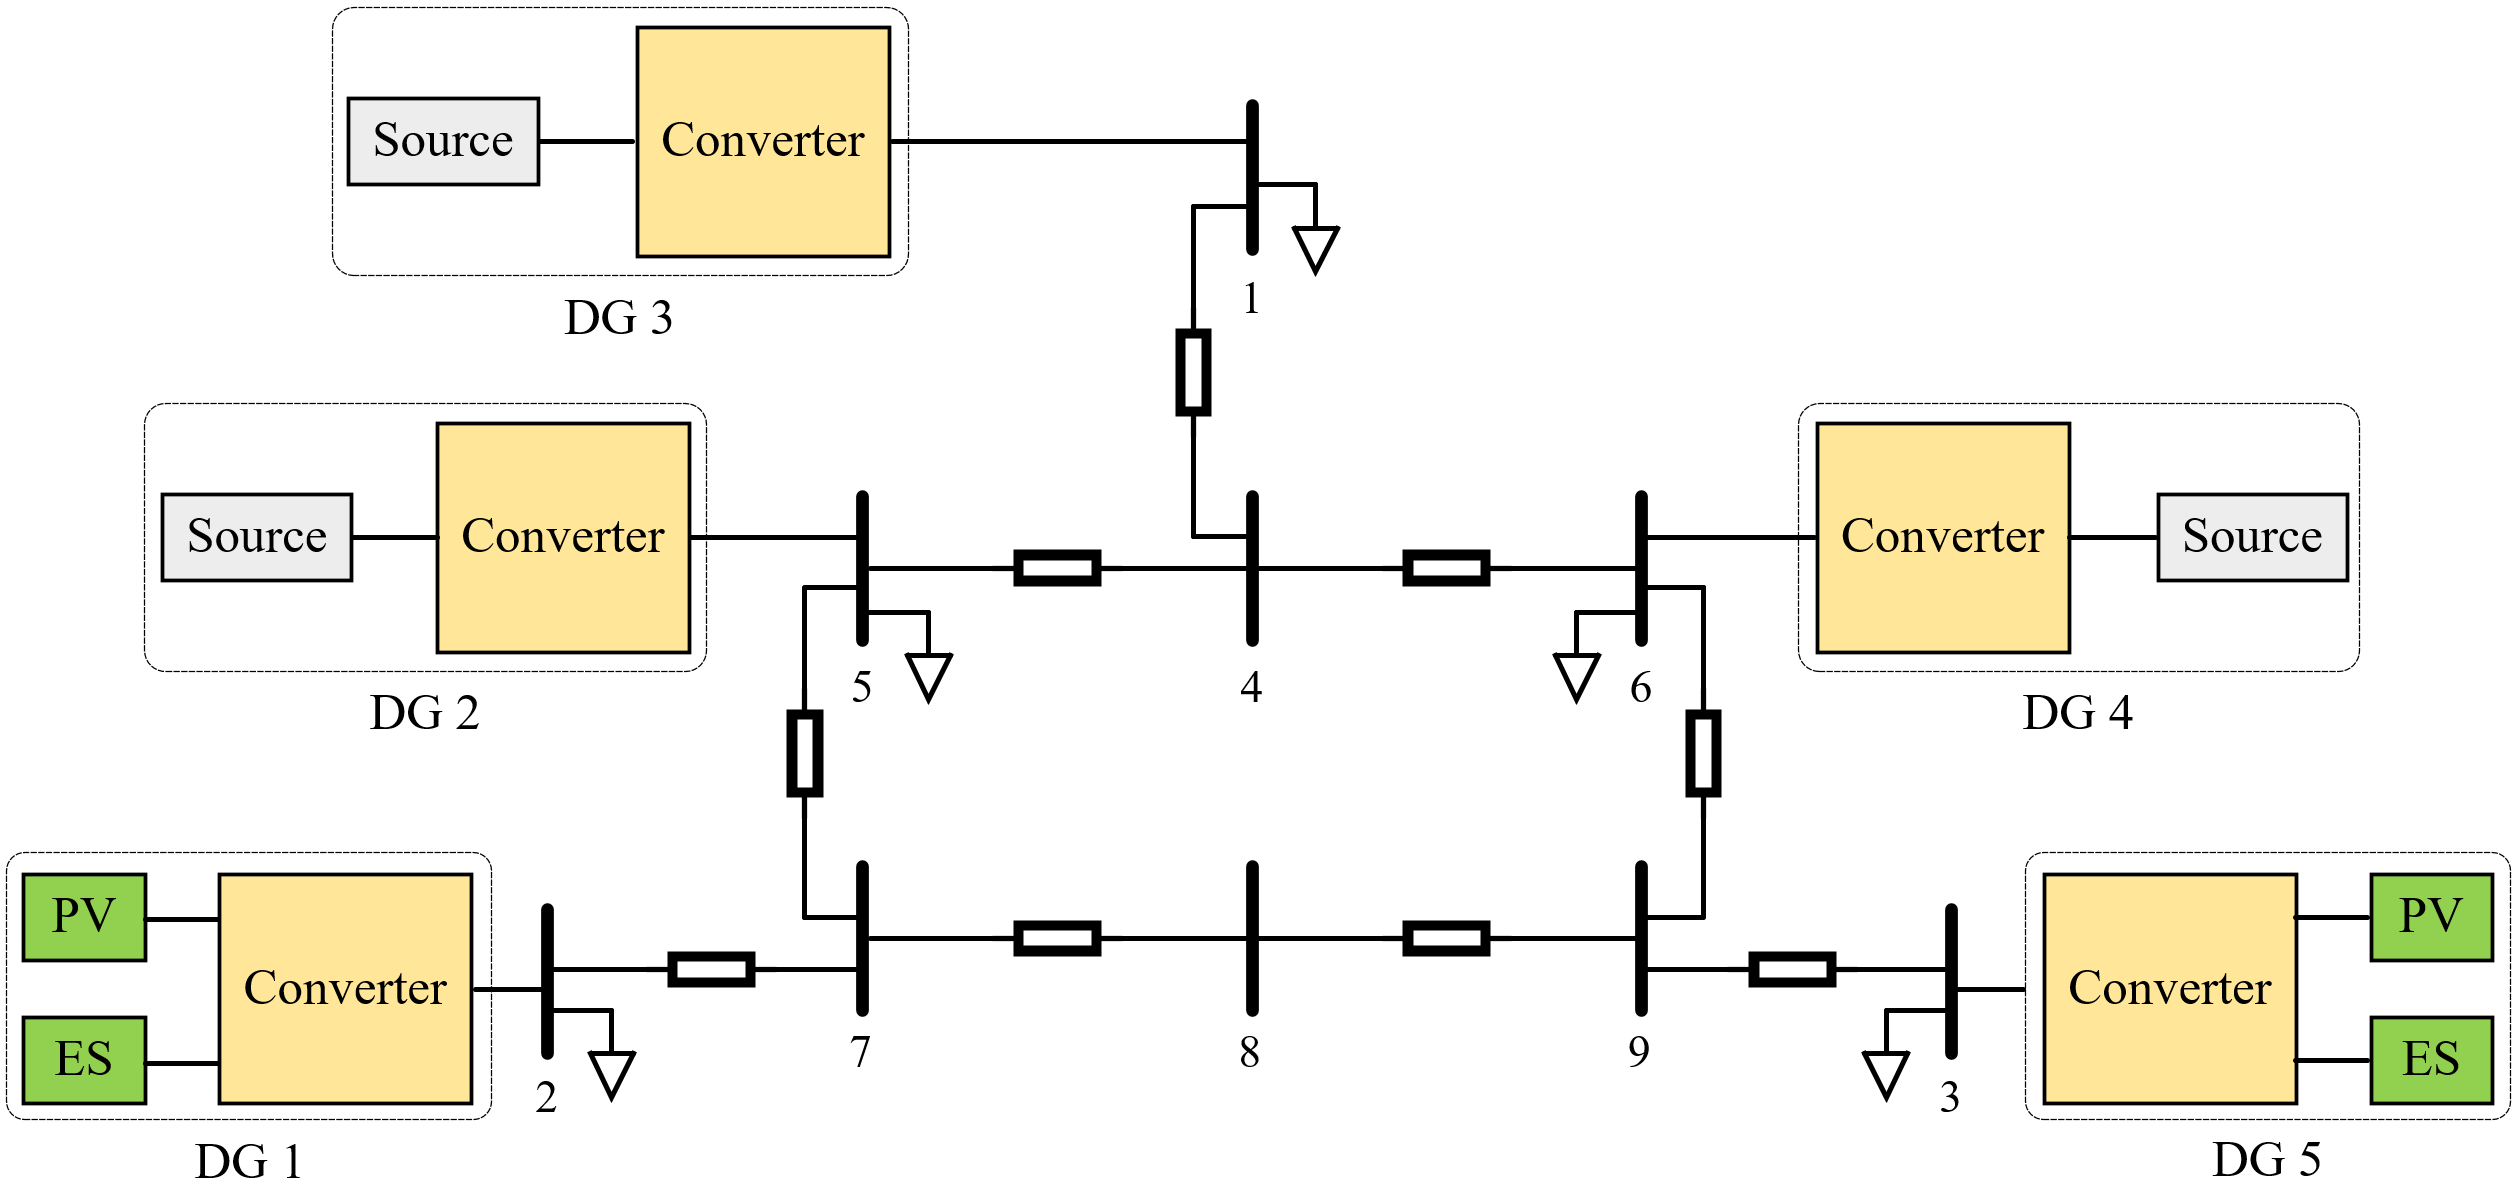 Source
Converter
DG 3
1
Source
Converter
DG 2
5
4
6
Converter
Source
DG 4
PV
ES
Converter
DG 1
2
7
8
9
3
Converter
PV
ES
DG 5